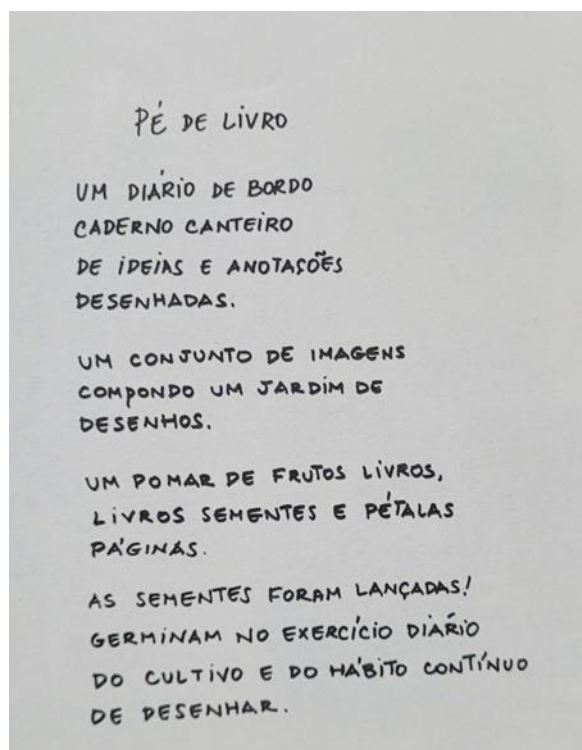 PÉ DE LIVRO
UM DIÁRIO DE BORDO
CADERNO CANTEIRO
DE IDEIAS E ANOTAÇÕES
DESENHADAS.
UM CONJUNTO DE IMAGENS
COMPONDO UM JARDIM DE
DESENHOS.
UM POMAR DE FRUTOS LIVROS,
LIVROS SEMENTES E PÉTALAS
PÁGINAS.
AS SEMENTES FORAM LANÇADAS!
GERMINAM NO EXERCÍCIO DIÁRIO
DO CULTIVO E DO HÁBITO CONTÍNUO
DE DESENHAR.